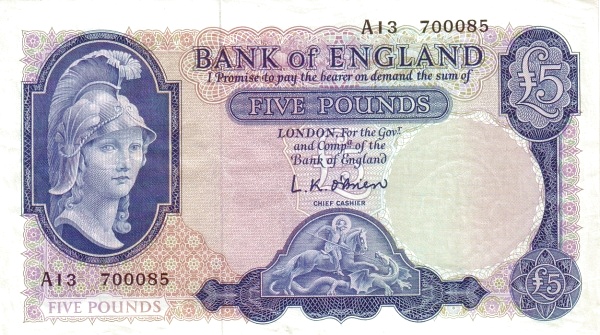 A13 700085
BANK of ENGLAND
I Promise to pay the bearer on demand the sum of
FIVE POUNDS
£5
LONDON, For the Govr
and Compa of the
Bank of England
£5
L.K. O'Brien
CHIEF CASHIER
A13 700085
FIVE POUNDS
£5